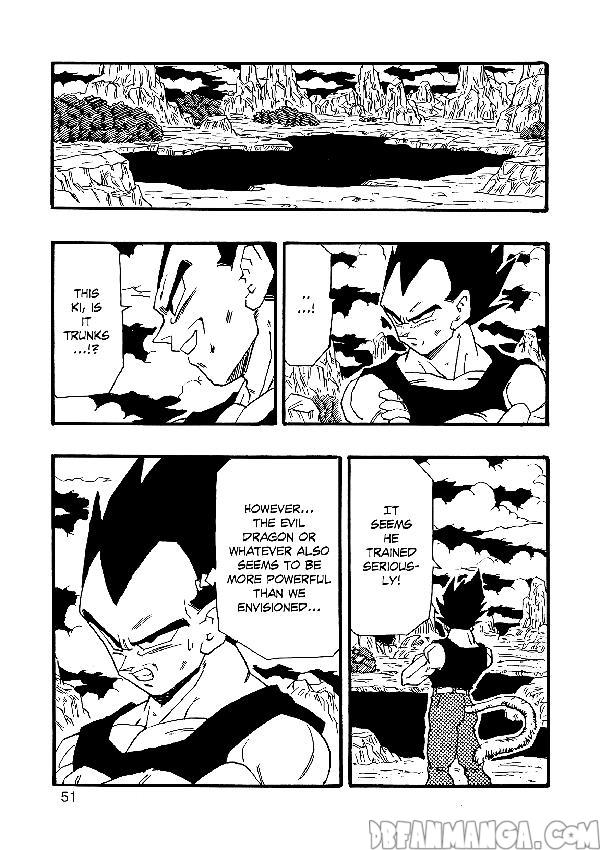 ..
...!
THIS
KI, IS
IT
TRUNKS
...!?
IT
SEEMS
HE
TRAINED
SERIOUS-
LY!
HOWEVER...
THE EVIL
DRAGON OR
WHATEVER ALSO
SEEMS TO BE
MORE POWERFUL
THAN WE
ENVISIONED...
51
DBFANMANGA.COM